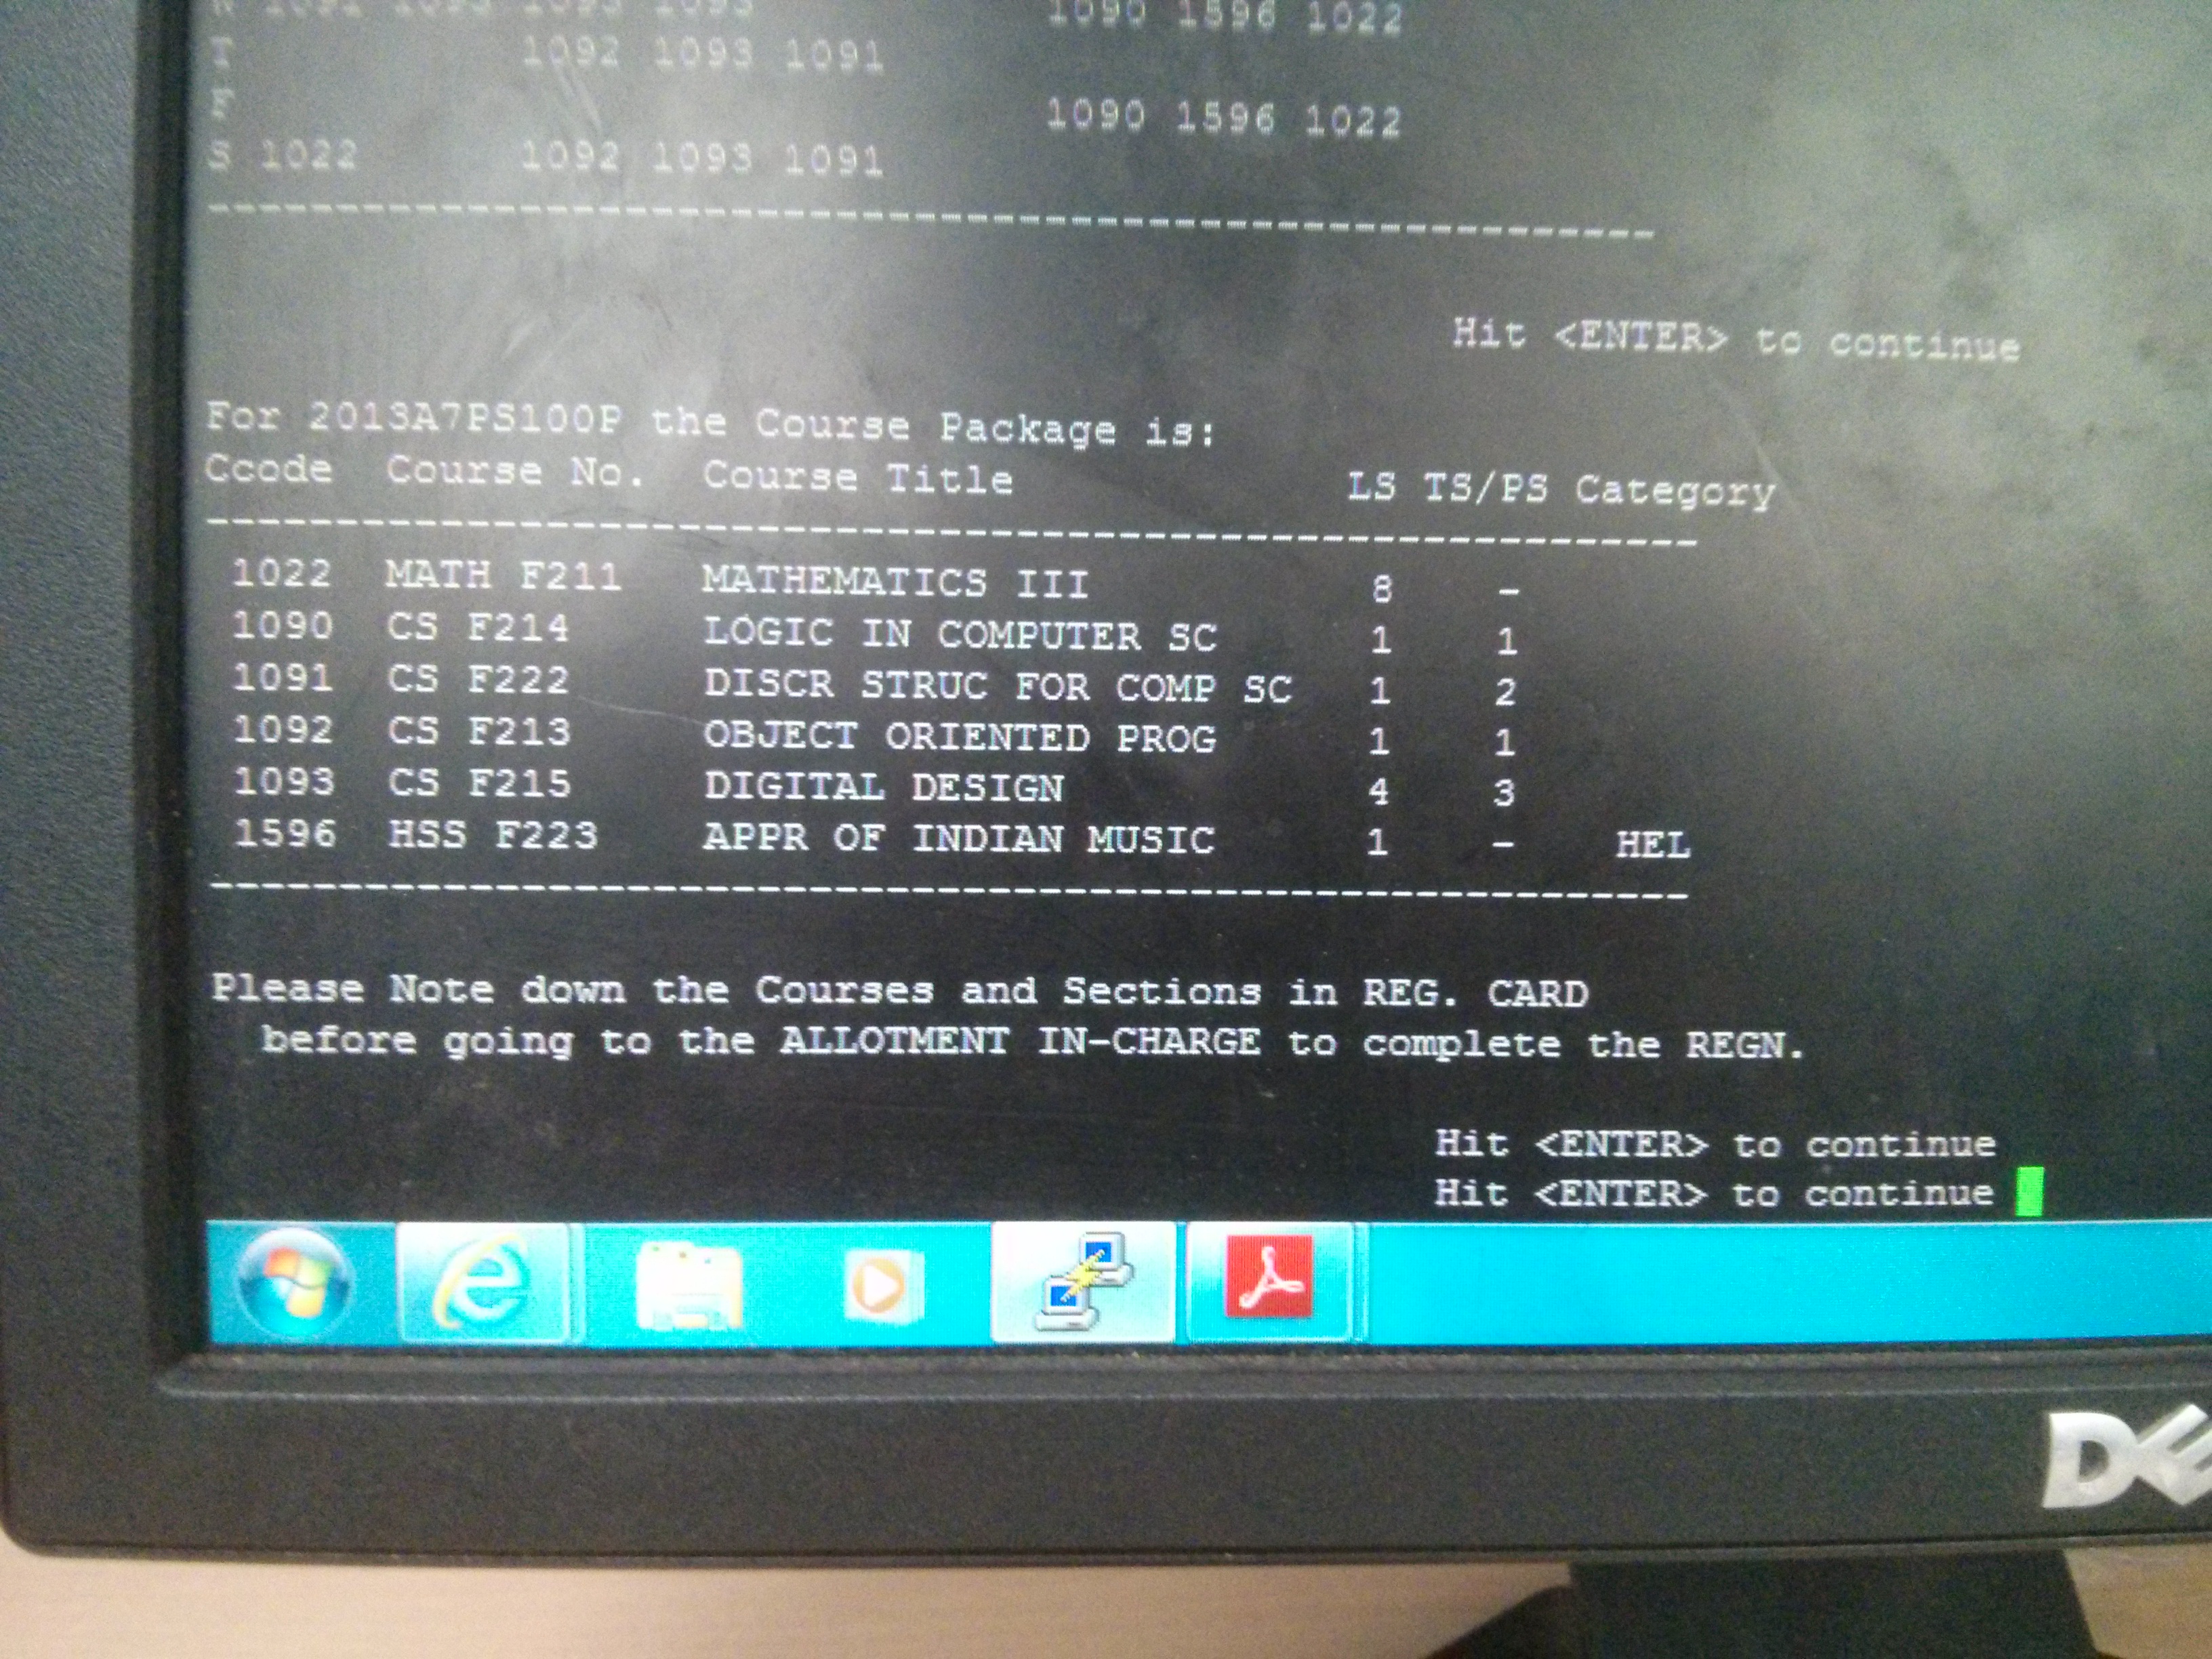 W 1091 1093 1093 1093 1090 1596 1022
T 1092 1093 1091
F 1090 1596 1022
S 1022 1092 1093 1091
Hit <ENTER> to continue
For 2013A7PS100P the Course Package is:
Ccode Course No. Course Title LS TS/PS Category
1022 MATH F211 MATHEMATICS III 8 -
1090 CS F214 LOGIC IN COMPUTER SC 1 1
1091 CS F222 DISCR STRUC FOR COMP SC 1 2
1092 CS F213 OBJECT ORIENTED PROG 1 1
1093 CS F215 DIGITAL DESIGN 4 3
1596 HSS F223 APPR OF INDIAN MUSIC 1 - HEL
Please Note down the Courses and Sections in REG. CARD
before going to the ALLOTMENT IN-CHARGE to complete the REGN.
Hit <ENTER> to continue
Hit <ENTER> to continue